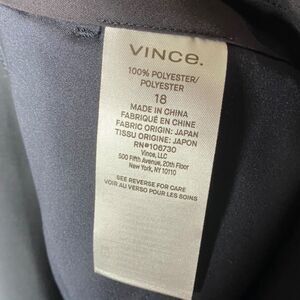 VINCE.
100% POLYESTER/
POLYESTER
18
MADE IN CHINA
FABRIQUÉ EN CHINE
FABRIC ORIGIN: JAPAN
TISSU ORIGINE: JAPON
RN#106730
Vince, LLC
500 Fifth Avenue, 20th Floor
New York, NY 10110
SEE REVERSE FOR CARE
VOIR AU VERSO POUR LES SOINS